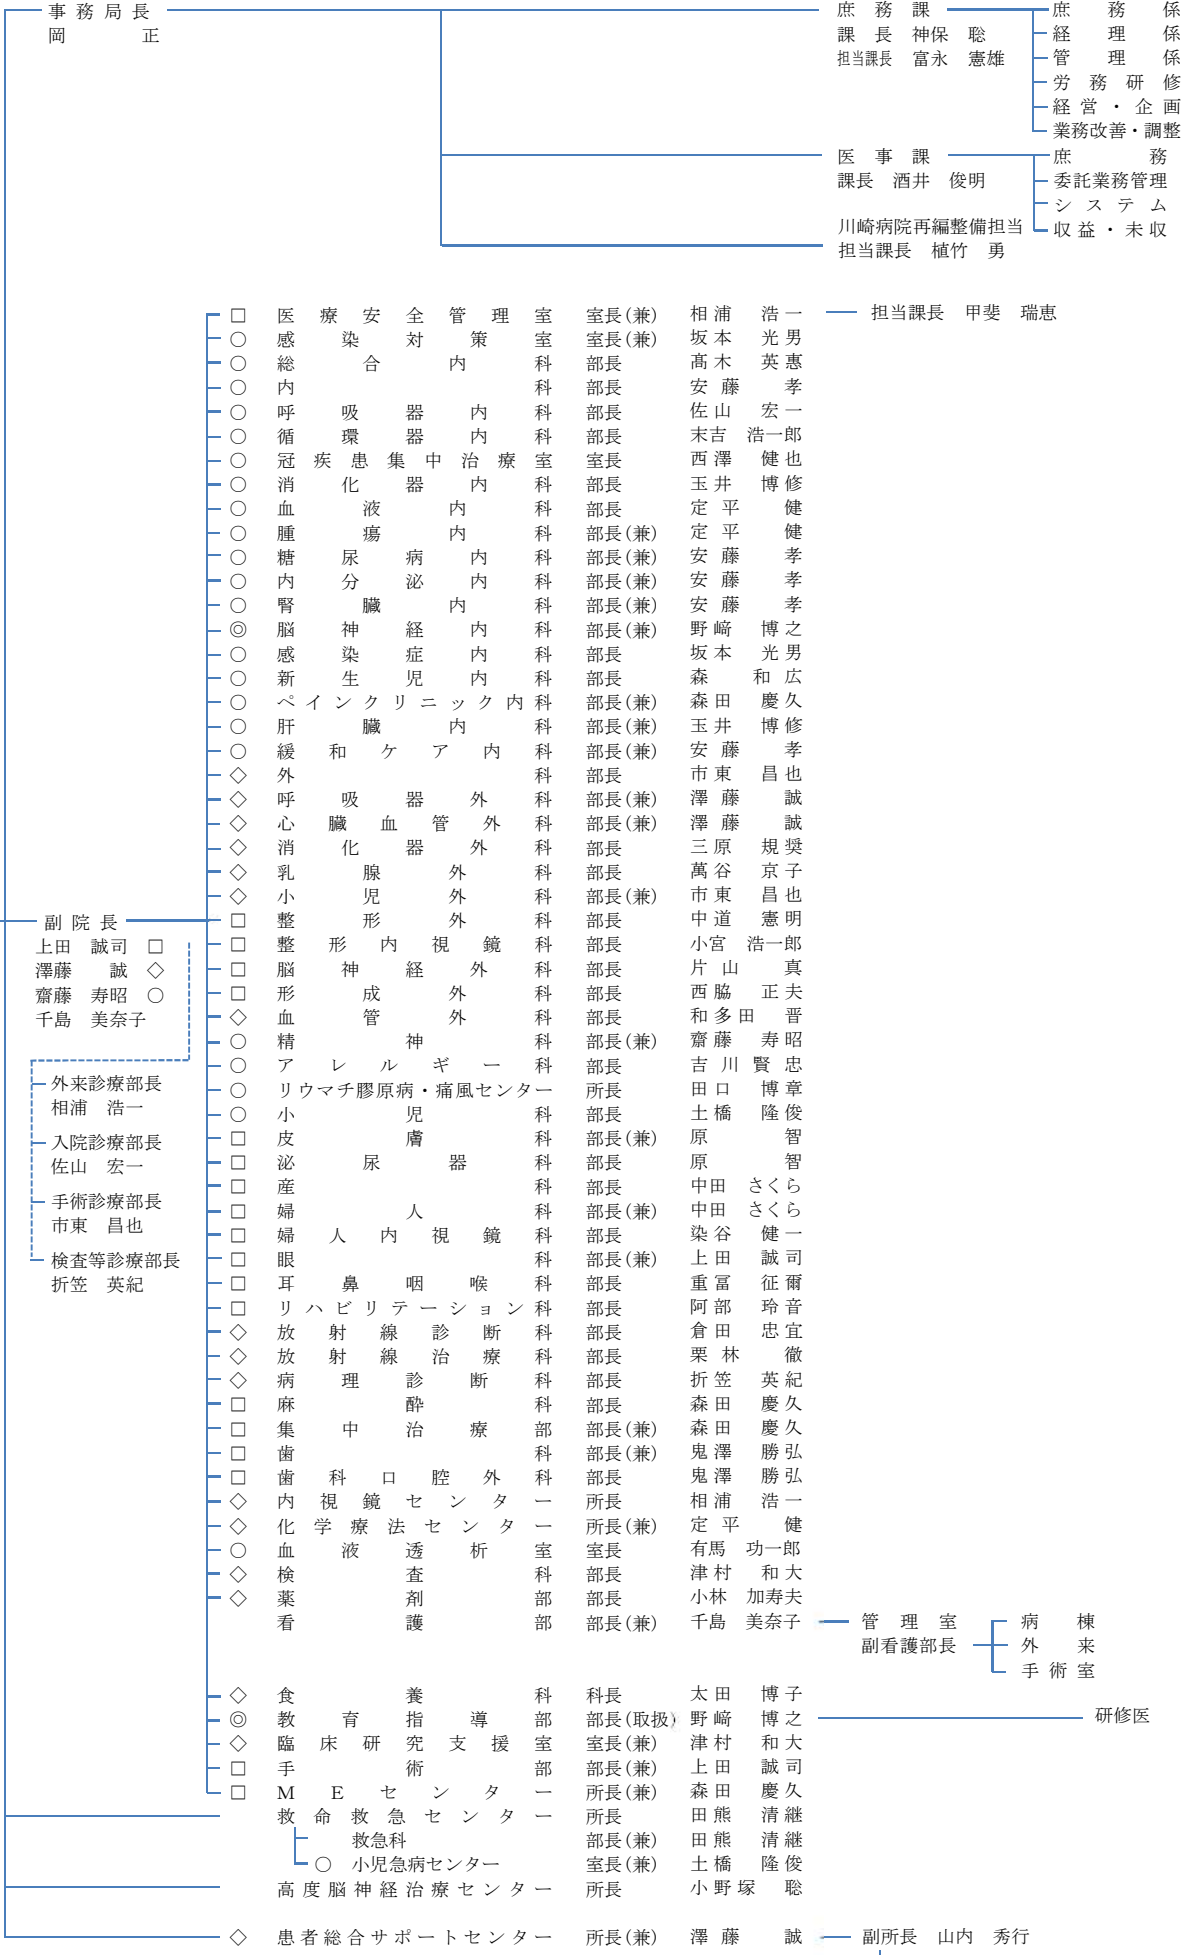 事務局長
岡 正
庶務課
課長 神保 聡
担当課長 富永 憲雄
庶務係
経理係
管理係
労務研修
経営・企画
業務改善・調整
医事課
課長 酒井 俊明
庶務
委託業務管理
システム
収益・未収
川崎病院再編整備担当
担当課長 植竹 勇
□ 医療安全管理室 室長(兼) 相浦 浩一 担当課長 甲斐 瑞恵
○ 感染対策室 室長(兼) 坂本 光男
○ 総合内科 部長 髙木 英惠
○ 内科 部長 安藤 孝
○ 呼吸器内科 部長 佐山 宏一
○ 循環器内科 部長 末吉 浩一郎
○ 冠疾患集中治療室 室長 西澤 健也
○ 消化器内科 部長 玉井 博修
○ 血液内科 部長 定平 健
○ 腫瘍内科 部長(兼) 定平 健
○ 糖尿病内科 部長(兼) 安藤 孝
○ 内分泌内科 部長(兼) 安藤 孝
○ 腎臓内科 部長(兼) 安藤 孝
◎ 脳神経内科 部長(兼) 野﨑 博之
○ 感染症内科 部長 坂本 光男
○ 新生児内科 部長 森 和広
○ ペインクリニック内科 部長(兼) 森田 慶久
○ 肝臓内科 部長(兼) 玉井 博修
○ 緩和ケア内科 部長(兼) 安藤 孝
◇ 外科 部長 市東 昌也
◇ 呼吸器外科 部長(兼) 澤藤 誠
◇ 心臓血管外科 部長(兼) 澤藤 誠
◇ 消化器外科 部長 三原 規奨
◇ 乳腺外科 部長 萬谷 京子
◇ 小児外科 部長(兼) 市東 昌也
□ 整形外科 部長 中道 憲明
□ 整形内視鏡科 部長 小宮 浩一郎
□ 脳神経外科 部長 片山 真
□ 形成外科 部長 西脇 正夫
◇ 血管外科 部長 和多田 晋
○ 精神科 部長(兼) 齋藤 寿昭
○ アレルギー科 部長 吉川 賢忠
○ リウマチ膠原病・痛風センター 所長 田口 博章
○ 小児科 部長 土橋 隆俊
□ 皮膚科 部長(兼) 原 智
□ 泌尿器科 部長 原 智
□ 産科 部長 中田 さくら
□ 婦人科 部長(兼) 中田 さくら
□ 婦人内視鏡科 部長 染谷 健一
□ 眼科 部長(兼) 上田 誠司
□ 耳鼻咽喉科 部長 重冨 征爾
□ リハビリテーション科 部長 阿部 玲音
◇ 放射線診断科 部長 倉田 忠宜
◇ 放射線治療科 部長 栗林 徹
◇ 病理診断科 部長 折笠 英紀
□ 麻酔科 部長 森田 慶久
□ 集中治療部 部長(兼) 森田 慶久
□ 歯科 部長(兼) 鬼澤 勝弘
□ 歯科口腔外科 部長 鬼澤 勝弘
◇ 内視鏡センター 所長 相浦 浩一
◇ 化学療法センター 所長(兼) 定平 健
○ 血液透析室 室長 有馬 功一郎
◇ 検査科 部長 津村 和大
◇ 薬剤部 部長 小林 加寿夫
看護部 部長(兼) 千島 美奈子
管理室
副看護部長
病棟
外来
手術室
◇ 食養科 科長 太田 博子
◎ 教育指導部 部長(取扱) 野﨑 博之 研修医
◇ 臨床研究支援室 室長(兼) 津村 和大
□ 手術部 部長(兼) 上田 誠司
□ MEセンター 所長(兼) 森田 慶久
救命救急センター 所長 田熊 清継
救急科 部長(兼) 田熊 清継
○ 小児急病センター 室長(兼) 土橋 隆俊
高度脳神経治療センター 所長 小野塚 聡
◇ 患者総合サポートセンター 所長(兼) 澤藤 誠 副所長 山内 秀行
副院長
上田 誠司 □
澤藤 誠 ◇
齋藤 寿昭 ○
千島 美奈子
外来診療部長
相浦 浩一
入院診療部長
佐山 宏一
手術診療部長
市東 昌也
検査等診療部長
折笠 英紀